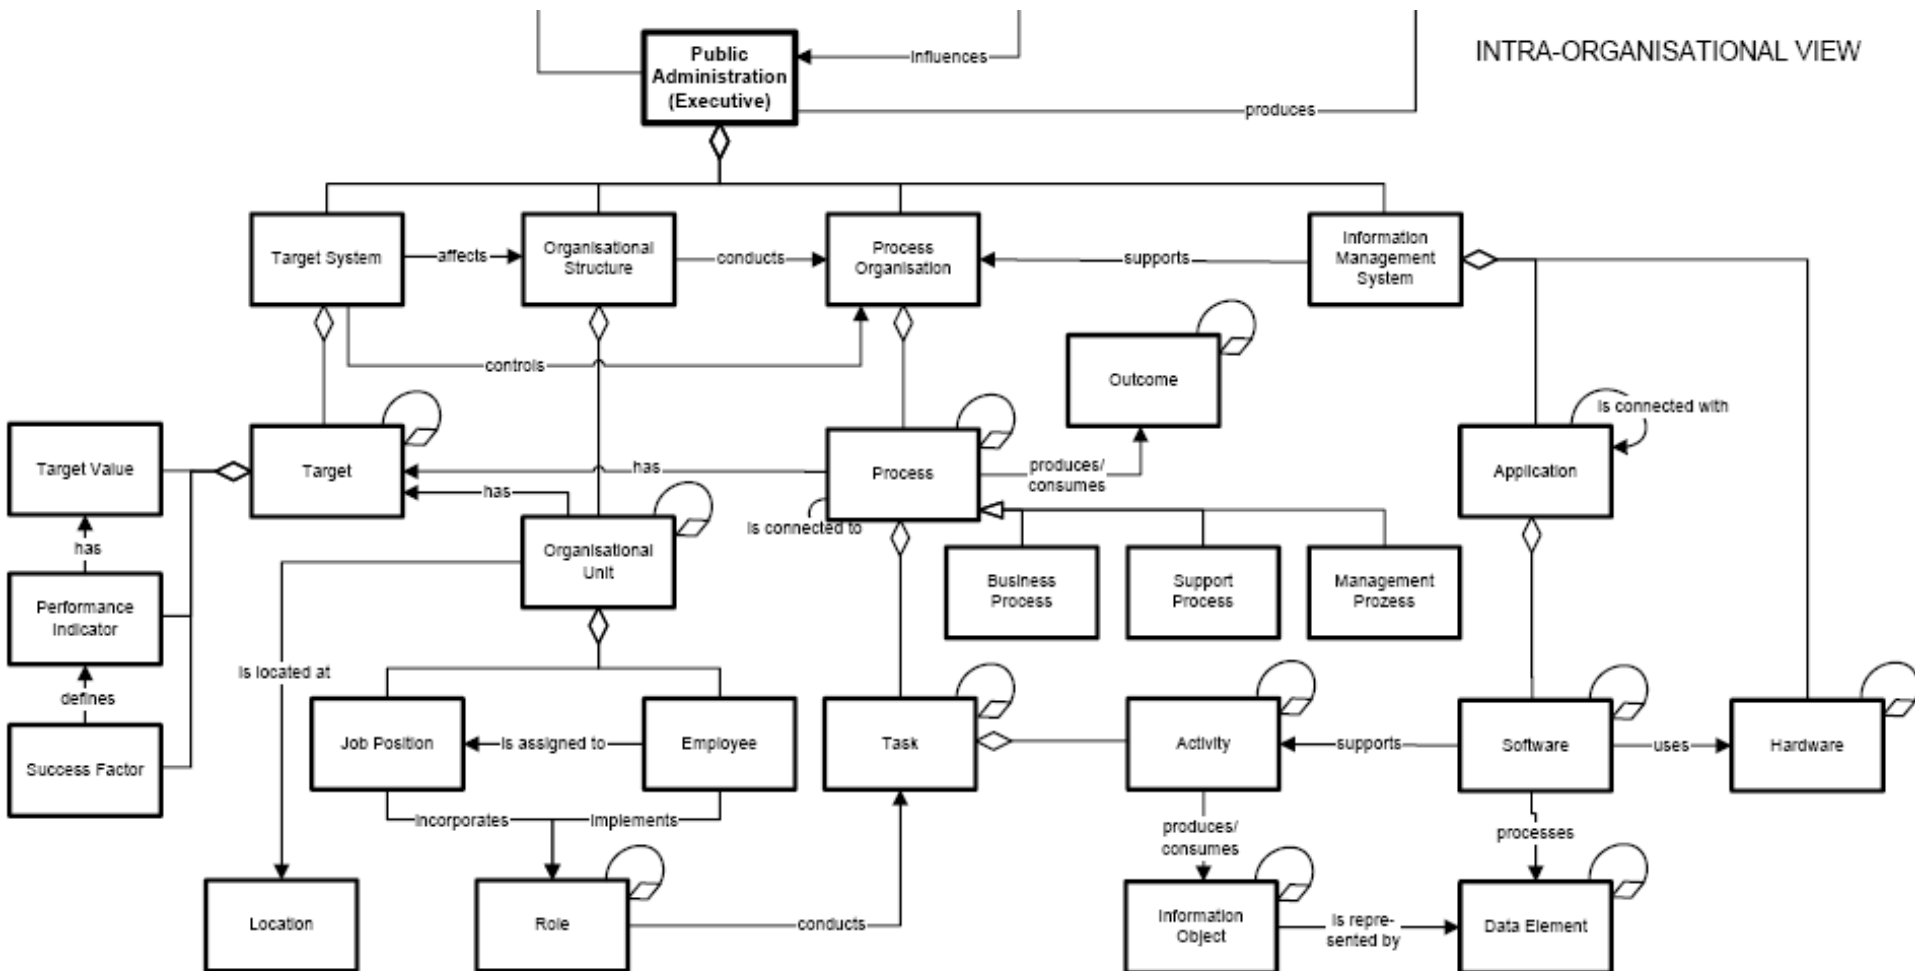 Public
Administration
(Executive)
influences
INTRA-ORGANISATIONAL VIEW
produces
Target System
affects
Organisational
Structure
conducts
Process
Organisation
supports
Information
Management
System
controls
Outcome
Is connected with
Target Value
Target
has
Process
produces/
consumes
Application
has
Is connected to
has
Organisational
Unit
Business
Process
Support
Process
Management
Prozess
Performance
Indicator
Is located at
defines
Success Factor
Job Position
Is assigned to
Employee
Task
Activity
supports
Software
uses
Hardware
Incorporates
Implements
produces/
consumes
processes
Location
Role
conducts
Information
Object
Is repre-
sented by
Data Element